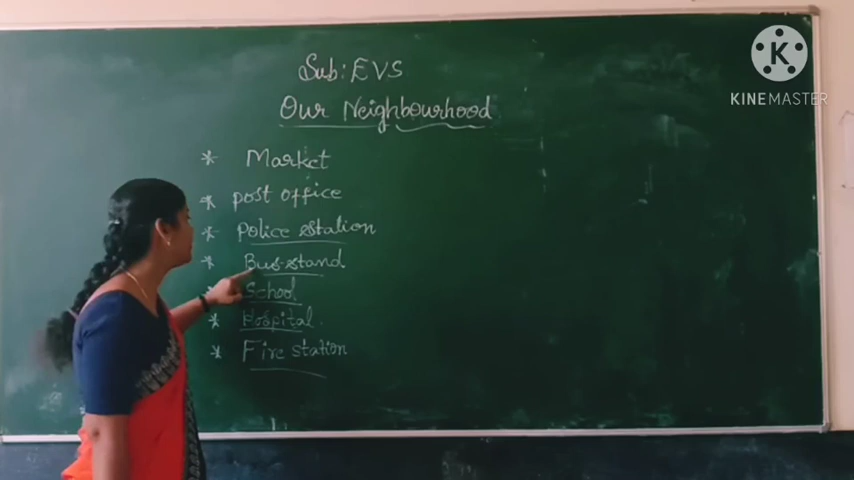 Sub: EVS
Our Neighbourhood
* Market
* post office
* Police station
* Bus-stand
* School
* Hospital.
* Fire station
K
KINEMASTER